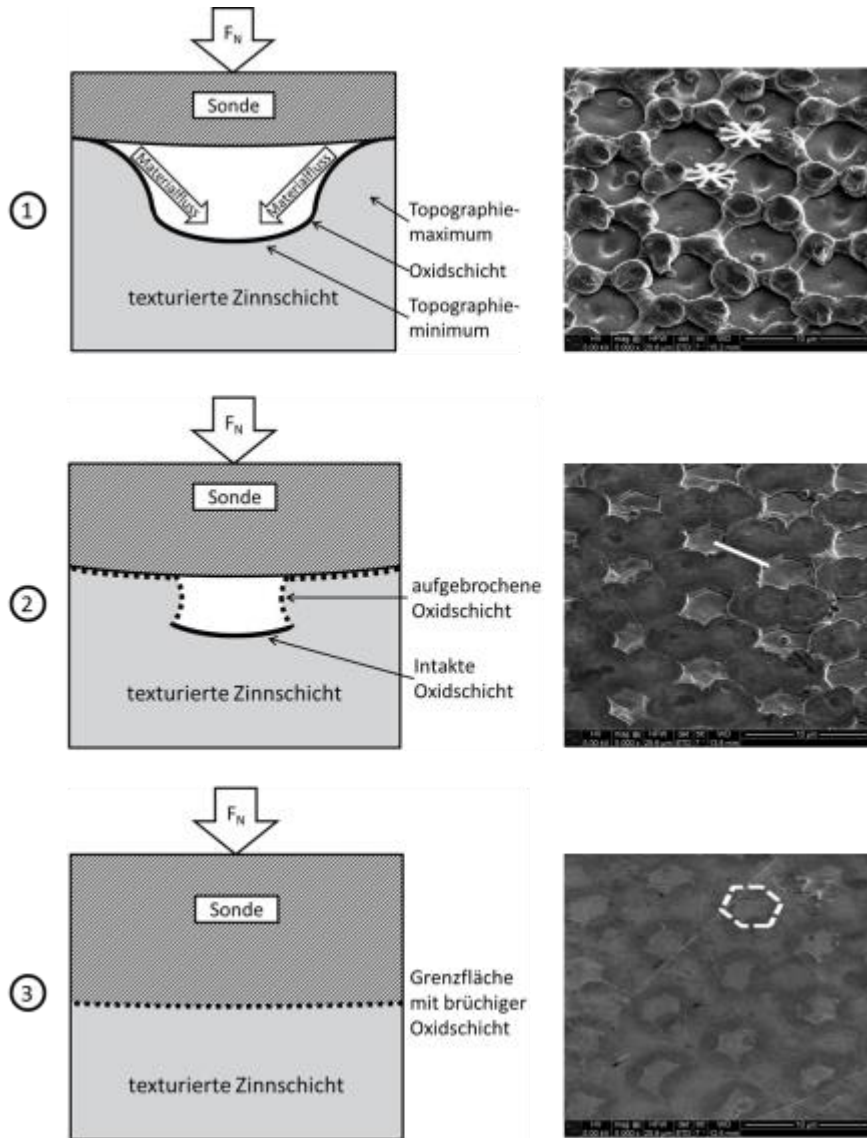 F_N
Sonde
Materialfluss
Materialfluss
1
Topographie-
maximum
Oxidschicht
Topographie-
minimum
texturierte Zinnschicht
F_N
Sonde
2
aufgebrochene
Oxidschicht
Intakte
Oxidschicht
texturierte Zinnschicht
F_N
Sonde
3
Grenzfläche
mit brüchiger
Oxidschicht
texturierte Zinnschicht